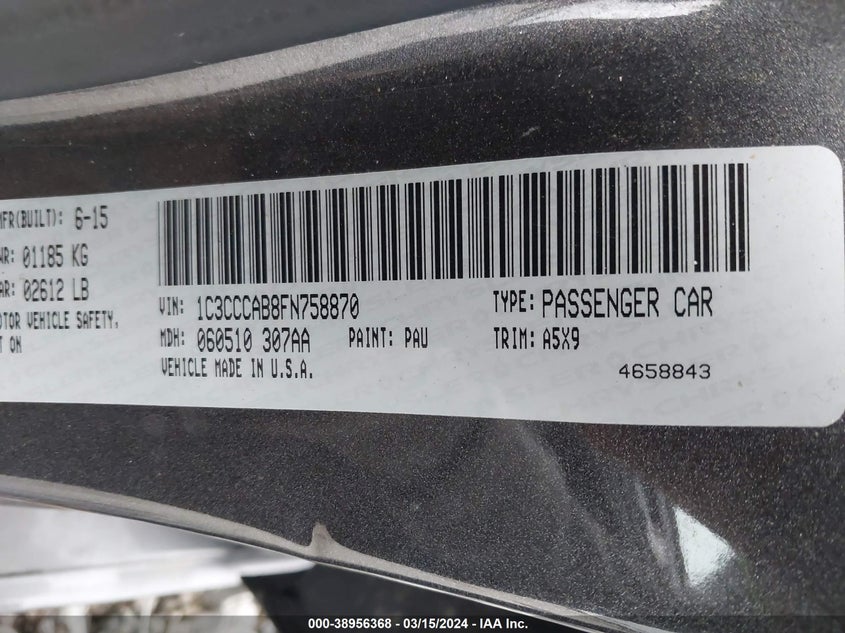 MFR(BUILT): 6-15
01185 KG
02612 LB
VEHICLE SAFETY.
ON
VIN: 1C3CCCAB8FN758870
TYPE: PASSENGER CAR
MDH: 060510 307AA
PAINT: PAU
TRIM: A5X9
VEHICLE MADE IN U.S.A.
4658843
000-38956368 - 03/15/2024 - IAA Inc.